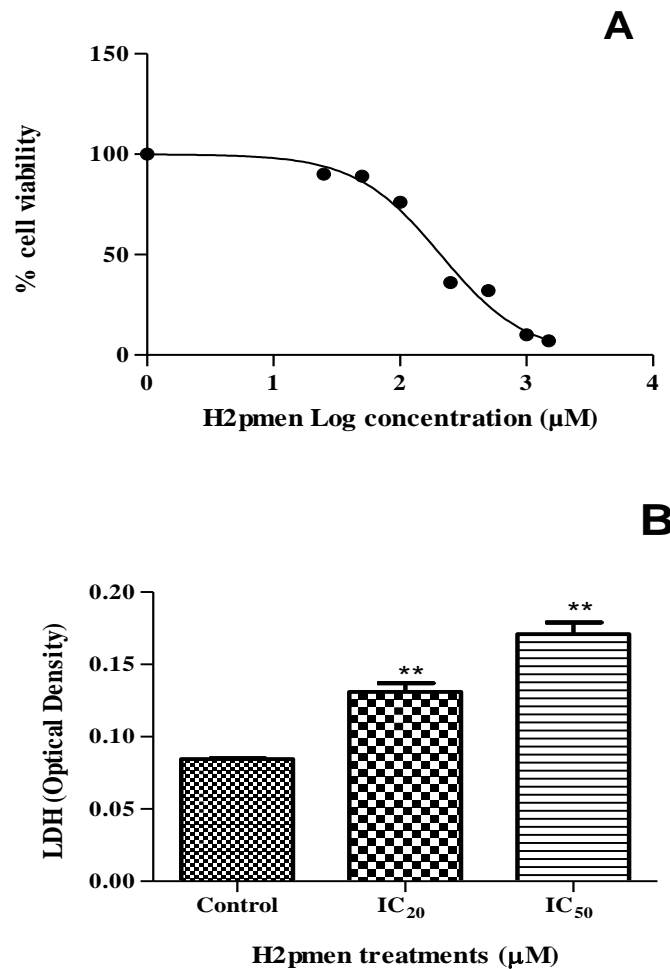 A
150
100
50
0
% cell viability
0 1 2 3 4
H2pmen Log concentration (µM)
B
0.20
0.15
0.10
0.05
0.00
LDH (Optical Density)
**
**
Control IC₂₀ IC₅₀
H2pmen treatments (µM)